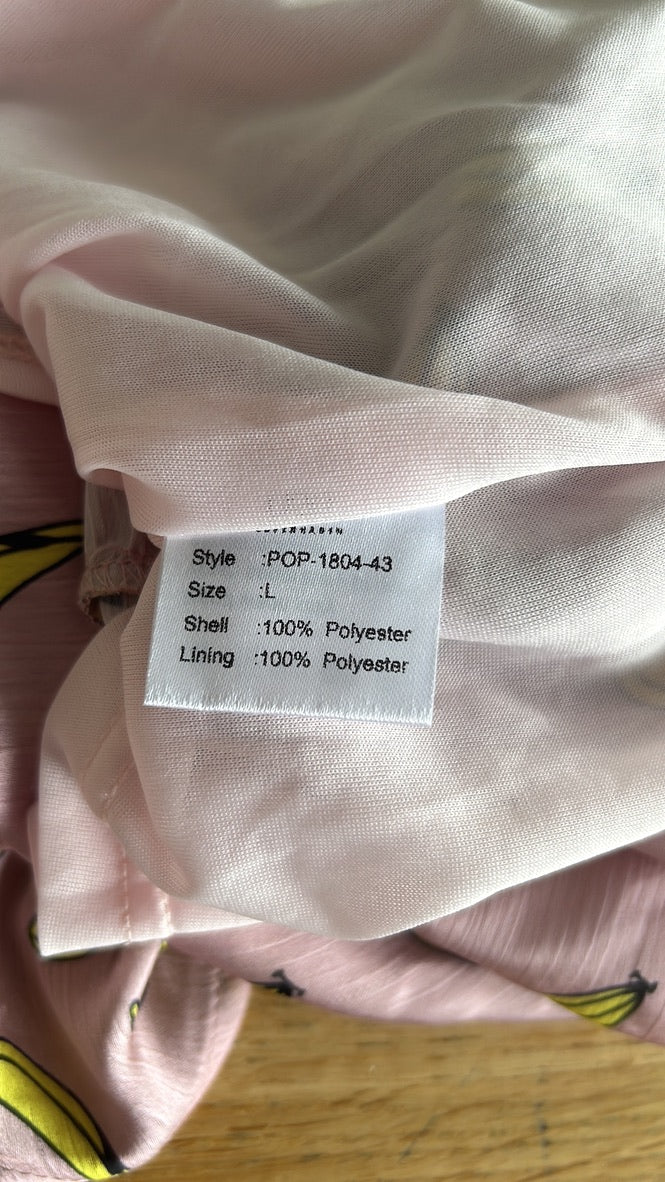 Style :POP-1804-43
Size :L
Shell :100% Polyester
Lining :100% Polyester